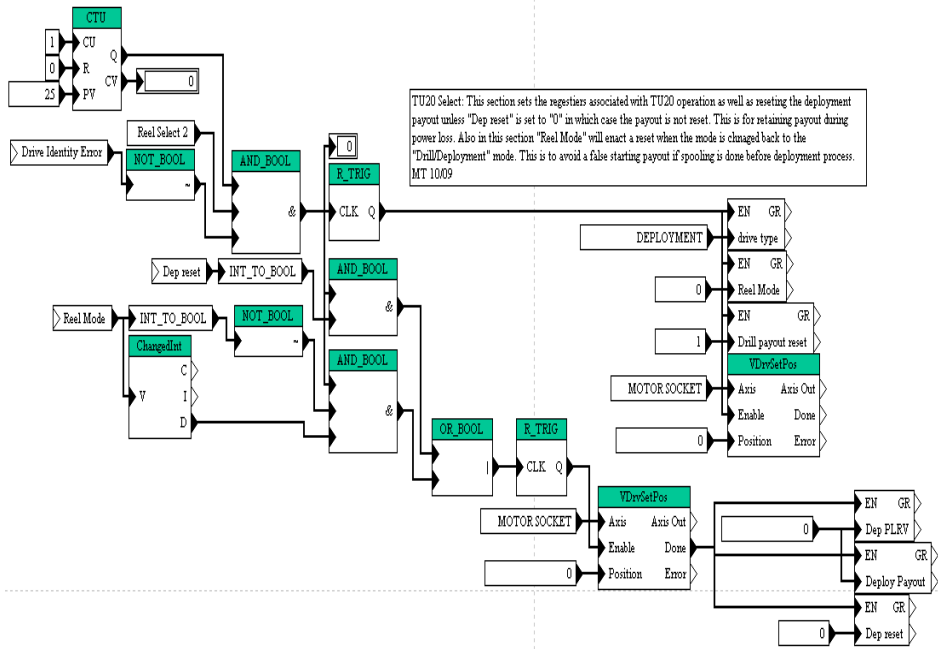 CTU
1
CU
Q
0
R
CV
0
25
PV
TU20 Select: This section sets the regestiers associated with TU20 operation as well as reseting the deployment
payout unless "Dep reset" is set to "0" in which case the payout is not reset. This is for retaining payout during
power loss. Also in this section "Reel Mode" will enact a reset when the mode is chnaged back to the
"Drill/Deployment" mode. This is to avoid a false starting payout if spooling is done before deployment process.
MT 10/09
Reel Select 2
Drive Identity Error
NOT_BOOL
~
AND_BOOL
&
0
R_TRIG
CLK Q
EN GR
DEPLOYMENT
drive type
EN GR
0
Reel Mode
EN GR
1
Drill payout reset
VDrvSetPos
MOTOR SOCKET
Axis Axis Out
Enable Done
0
Position Error
Dep reset
INT_TO_BOOL
AND_BOOL
&
Reel Mode
INT_TO_BOOL
NOT_BOOL
~
ChangedInt
C
V
I
D
AND_BOOL
&
OR_BOOL
|
R_TRIG
CLK Q
VDrvSetPos
MOTOR SOCKET
Axis Axis Out
Enable Done
0
Position Error
EN GR
0
Dep PLRV
EN GR
Deploy Payout
EN GR
0
Dep reset